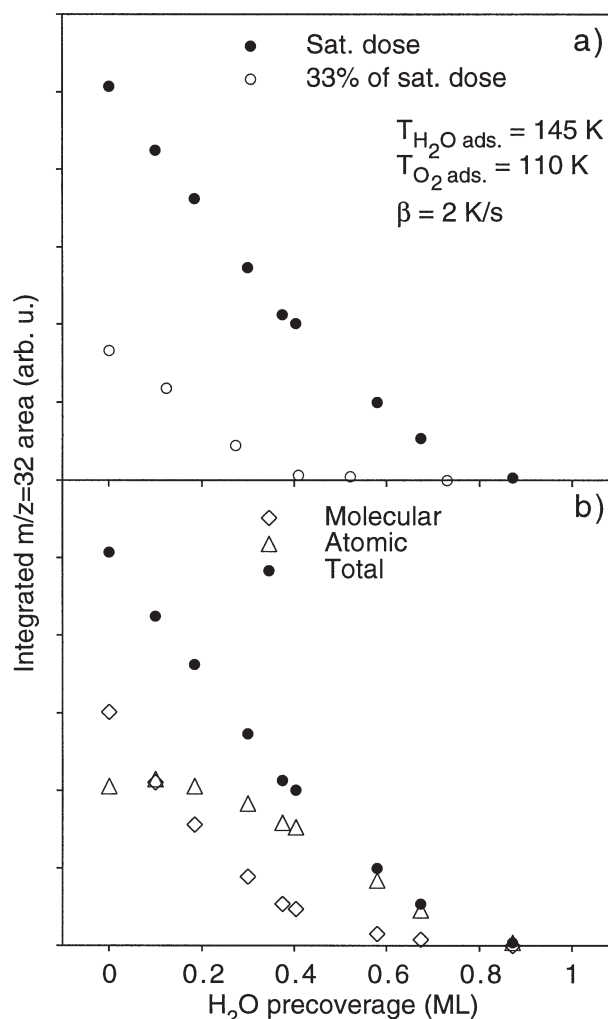 a)
Sat. dose
33% of sat. dose
T_H₂O ads. = 145 K
T_O₂ ads. = 110 K
β = 2 K/s
Integrated m/z=32 area (arb. u.)
b)
Molecular
Atomic
Total
0 0.2 0.4 0.6 0.8 1
H₂O precoverage (ML)